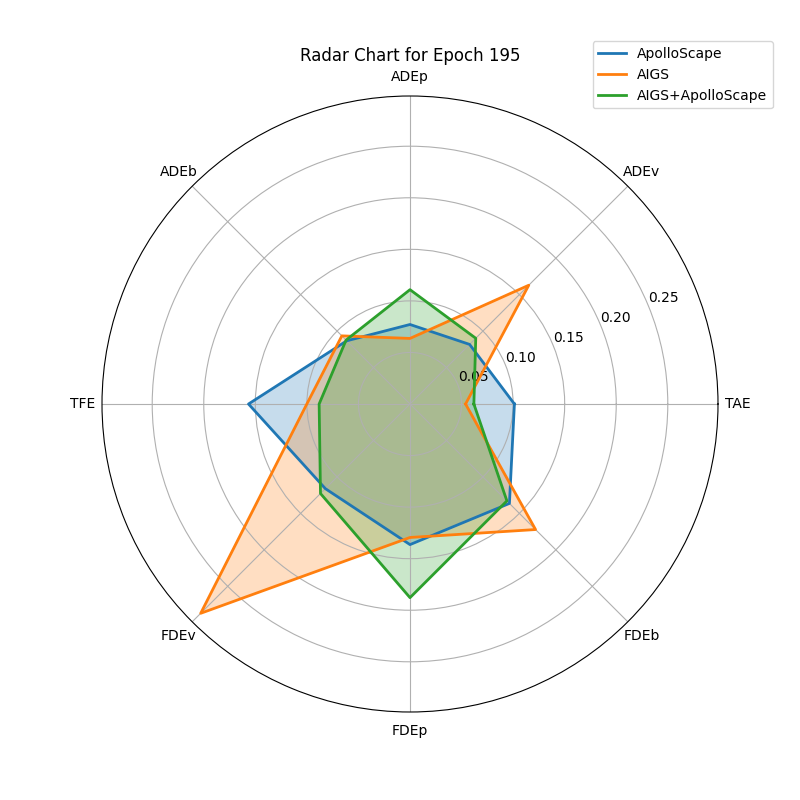 Radar Chart for Epoch 195
ApolloScape
AIGS
AIGS+ApolloScape
ADEp
ADEb
ADEv
0.25
0.20
0.15
0.10
0.05
TFE
TAE
FDEv
FDEb
FDEp